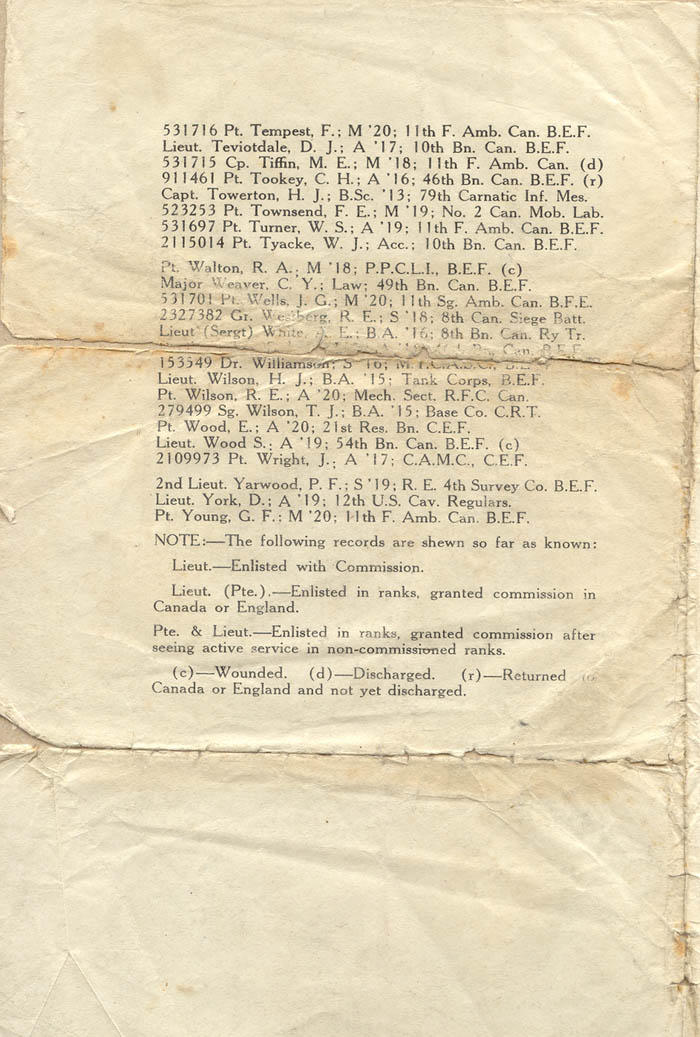 531716 Pt. Tempest, F.; M '20; 11th F. Amb. Can. B.E.F.
Lieut. Teviotdale, D. J.; A '17; 10th Bn. Can. B.E.F.
531715 Cp. Tiffin, M. E.; M '18; 11th F. Amb. Can. (d)
911461 Pt. Tookey, C. H.; A '16; 46th Bn. Can. B.E.F. (r)
Capt. Towerton, H. J.; B.Sc. '13; 79th Carnatic Inf. Mes.
523253 Pt. Townsend, F. E.; M '19; No. 2 Can. Mob. Lab.
531697 Pt. Turner, W. S.; A '19; 11th F. Amb. Can. B.E.F.
2115014 Pt. Tyacke, W. J.; Acc.; 10th Bn. Can. B.E.F.
Pt. Walton, R. A.; M '18; P.P.C.L.I., B.E.F. (c)
Major Weaver, C. Y.; Law; 49th Bn. Can. B.E.F.
531701 Pt. Wells, J. G.; M '20; 11th Sg. Amb. Can. B.F.E.
2327382 Gr. Westberg, R. E.; S '18; 8th Can. Siege Batt.
Lieut (Sergt) White, E.; B.A. '16; 8th Bn. Can. Ry Tr.
Can. B.E.F.
153549 Dr. Williamson; S '16;
Lieut. Wilson, H. J.; B.A. '15; Tank Corps, B.E.F.
Pt. Wilson, R. E.; A '20; Mech. Sect. R.F.C. Can.
279499 Sg. Wilson, T. J.; B.A. '15; Base Co. C.R.T.
Pt. Wood, E.; A '20; 21st Res. Bn. C.E.F.
Lieut. Wood S.; A '19; 54th Bn. Can. B.E.F. (c)
2109973 Pt. Wright, J.; A '17; C.A.M.C., C.E.F.
2nd Lieut. Yarwood, P. F.; S '19; R. E. 4th Survey Co. B.E.F.
Lieut. York, D.; A '19; 12th U.S. Cav. Regulars.
Pt. Young, G. F.; M '20; 11th F. Amb. Can. B.E.F.
NOTE:—The following records are shewn so far as known:
Lieut.—Enlisted with Commission.
Lieut. (Pte.).—Enlisted in ranks, granted commission in
Canada or England.
Pte. & Lieut.—Enlisted in ranks, granted commission after
seeing active service in non-commissioned ranks.
(c)—Wounded. (d)—Discharged. (r)—Returned to
Canada or England and not yet discharged.